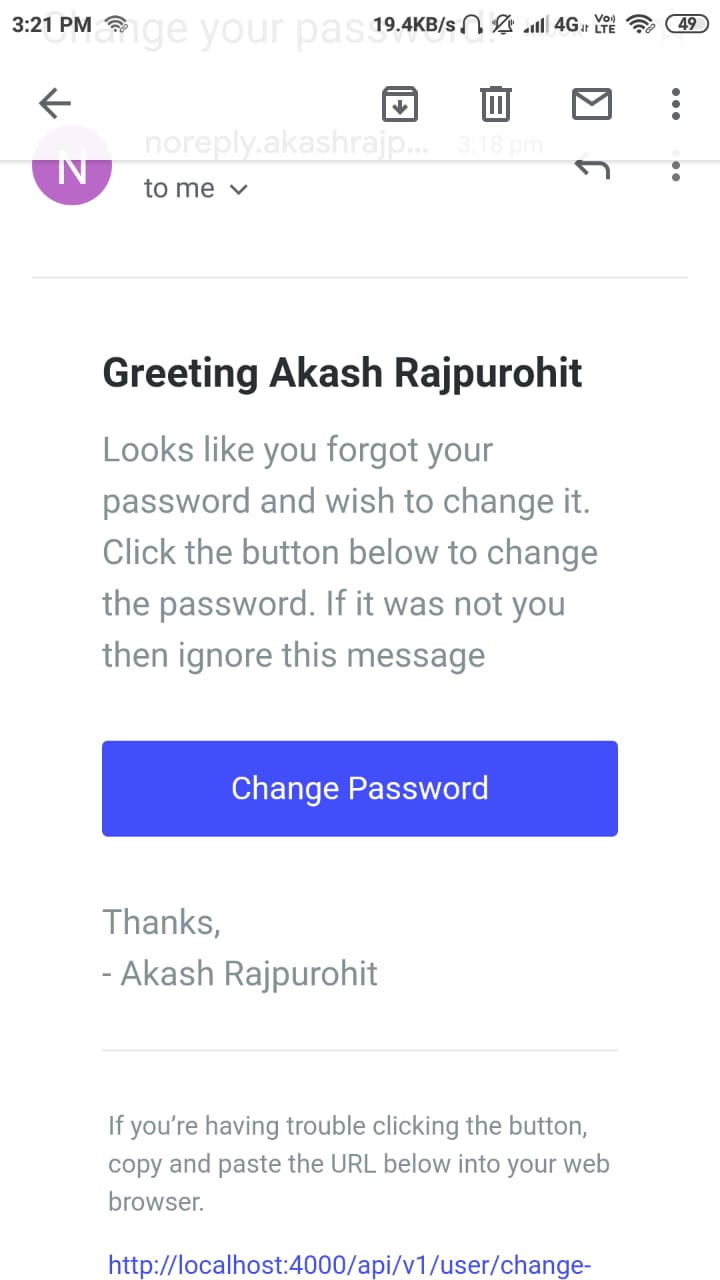 Change your password!
3:21 PM 19.4KB/s 4G Vo) LTE 49
N noreply.akashrajp... 3:18 pm
to me
Greeting Akash Rajpurohit
Looks like you forgot your
password and wish to change it.
Click the button below to change
the password. If it was not you
then ignore this message
Change Password
Thanks,
- Akash Rajpurohit
If you’re having trouble clicking the button,
copy and paste the URL below into your web
browser.
http://localhost:4000/api/v1/user/change-